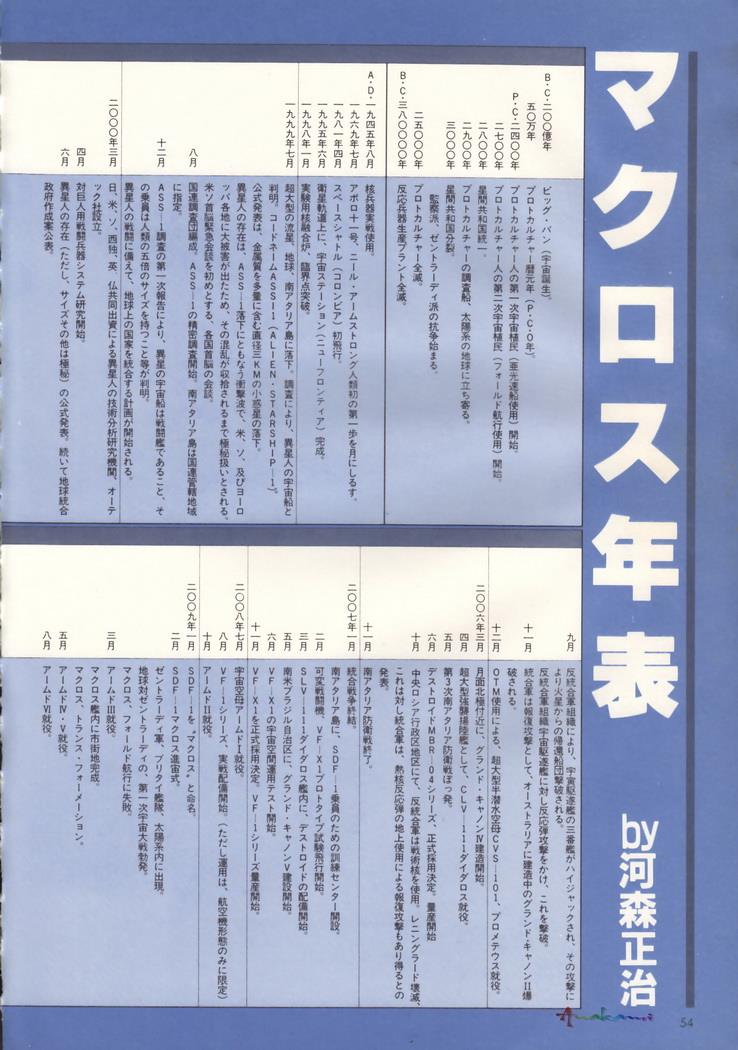 マクロス年表
by河森正治
B・C・二〇〇億年
ビッグ・バン（宇宙誕生）。
五〇万年
プロトカルチャー暦元年（P・C・〇年）。
P・C・二四〇〇年
プロトカルチャー人の第一次宇宙植民（亜光速船使用）開始。
二七〇〇年
プロトカルチャー人の第二次宇宙植民（フォールド航行使用）開始。
二八〇〇年
星間共和国統一。
二九〇〇年
プロトカルチャーの調査船、太陽系の地球に立ち寄る。
三〇〇〇年
星間共和国分裂。
監察派、ゼントラーディ派の抗争始まる。
二五〇〇〇年
プロトカルチャー全滅。
B・C・三八〇〇〇〇年
反応兵器生産プラント全滅。
A・D・一九四五年八月
核兵器実戦使用。
一九六九年七月
アポロ十一号、ニール・アームストロング人類初の第一歩を月にしるす。
一九八一年四月
スペースシャトル（コロンビア）初飛行。
一九九五年六月
衛星軌道上に、宇宙ステーション（ニューフロンティア）完成。
一九九八年一月
実験用核融合炉　臨界点突破。
一九九九年七月
超大型の流星、地球、南アタリア島に落下。調査により、異星人の宇宙船と
判明。コードネームASS|1（ALIEN・STARSHIP|1）。
公式発表は、金属質を多量に含む直径三KMの小惑星の落下。
異星人の存在は、ASS|1落下にともなう衝撃波で、米、ソ、及びヨーロ
ッパ各地に大被害が出たため、その混乱が収拾されるまで極秘扱いとされる。
米ソ首脳緊急会談を初めとする、各国首脳の会談。
八月
国連調査団編成。ASS|1の精密調査開始。南アタリア島は国連管轄地域
に指定。
十二月
ASS|1調査の第一次報告により、異星の宇宙船は戦闘艦であること、そ
の乗員は人類の五倍のサイズを持つこと等が判明。
異星人の戦闘に備えて、地球上の国家を統合する計画が開始される。
二〇〇〇年三月
日、米、ソ、西独、英、仏共同出資による異星人の技術分析研究機関、オーテ
ック社設立。
四月
対巨人用戦闘兵器システム研究開始。
六月
異星人の存在（ただし、サイズその他は極秘）の公式発表、続いて地球統合
政府作成案公表。
九月
反統合軍組織により、宇宙駆逐艦の三番艦がハイジャックされ、その攻撃に
より火星からの帰還船団撃破される。
反統合軍組織宇宙駆逐艦に対し反応弾攻撃をかけ、これを撃破。
十一月
統合軍は報復攻撃として、オーストラリアに建造中のグランド・キャノンII爆
破される。
十二月
OTM使用による、超大型半潜水空母CVS|101、プロメテウス就役。
二〇〇六年三月
月面北極付近に、グランド・キャノンIV建造開始。
四月
超大型強襲揚陸艦として、CLV|111ダイダロス就役。
五月
第3次南アタリア防衛戦ぼっ発。
六月
デストロイドMBR|04シリーズ、正式採用決定。量産開始
十月
中央ロシア行政区地区にて、反統合軍は戦術核を使用。レニングラード壊滅、
これは対し統合軍は、熱核反応弾の地上使用による報復攻撃もあり得るとの
発表。
十一月
南アタリア防衛戦終了。
二〇〇七年一月
統合戦争終結。
南アタリア島に、SDF|1乗員のための訓練センター開設。
二月
可変戦闘機、VF|X1プロトタイプ試験飛行開始。
三月
SLV|111ダイダロス艦内に、デストロイドの配備開始。
五月
南米ブラジル自治区に、グランド・キャノンV建設開始。
六月
VF|X1の宇宙空間運用テスト開始。
十一月
VF|X1を正式採用決定。VF|1シリーズ量産開始。
二〇〇八年七月
宇宙空母アームドI就役。
八月
VF|1シリーズ、実戦配備開始。（ただし運用は、航空機形態のみに限定）
十月
アームドII就役。
二〇〇九年一月
SDF|1を〝マクロス〟と命名。
二月
SDF|1マクロス進宙式。
ゼントラーディ軍、ブリタイ艦隊、太陽系内に出現。
地球対ゼントラーディの、第一次宇宙大戦勃発。
マクロス、フォールド航行に失敗。
三月
アームドIII就役。
マクロス艦内に市街地完成。
マクロス、トランス・フォーメーション。
五月
アームドIV・V就役。
八月
アームドVI就役。
54